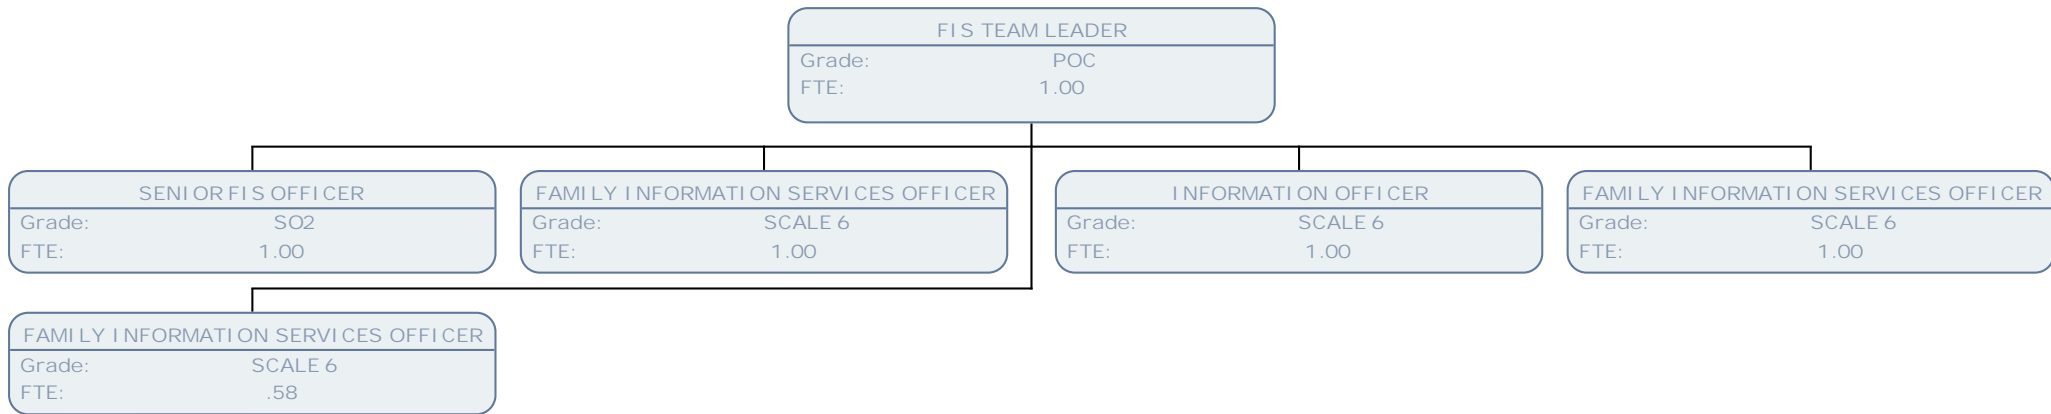 FIS TEAM LEADER
Grade: POC
FTE: 1.00
SENIOR FIS OFFICER
Grade: SO2
FTE: 1.00
FAMILY INFORMATION SERVICES OFFICER
Grade: SCALE 6
FTE: 1.00
INFORMATION OFFICER
Grade: SCALE 6
FTE: 1.00
FAMILY INFORMATION SERVICES OFFICER
Grade: SCALE 6
FTE: 1.00
FAMILY INFORMATION SERVICES OFFICER
Grade: SCALE 6
FTE: .58